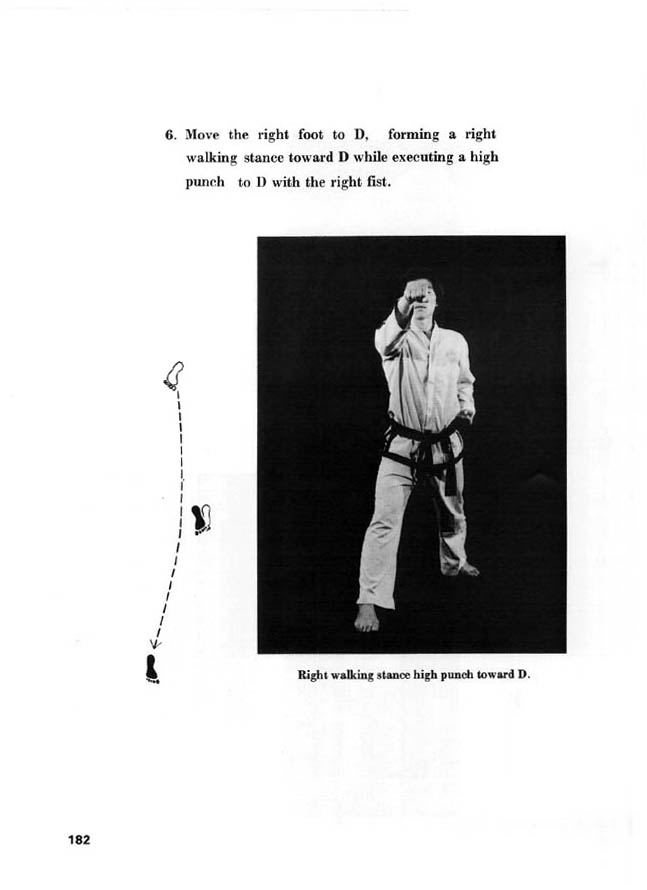 6. Move the right foot to D, forming a right
walking stance toward D while executing a high
punch to D with the right fist.
Right walking stance high punch toward D.
182